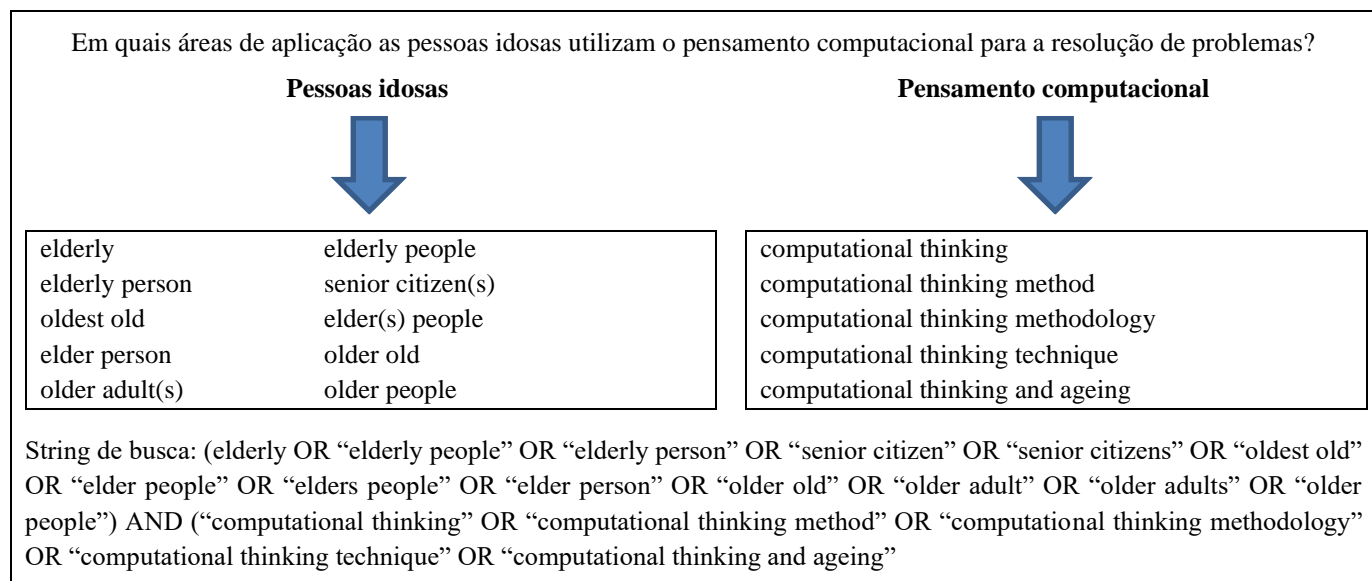 Em quais áreas de aplicação as pessoas idosas utilizam o pensamento computacional para a resolução de problemas?
Pessoas idosas
Pensamento computacional
elderly elderly people
elderly person senior citizen(s)
oldest old elder(s) people
elder person older old
older adult(s) older people
computational thinking
computational thinking method
computational thinking methodology
computational thinking technique
computational thinking and ageing
String de busca: (elderly OR “elderly people” OR “elderly person” OR “senior citizen” OR “senior citizens” OR “oldest old”
OR “elder people” OR “elders people” OR “elder person” OR “older old” OR “older adult” OR “older adults” OR “older
people”) AND (“computational thinking” OR “computational thinking method” OR “computational thinking methodology”
OR “computational thinking technique” OR “computational thinking and ageing”